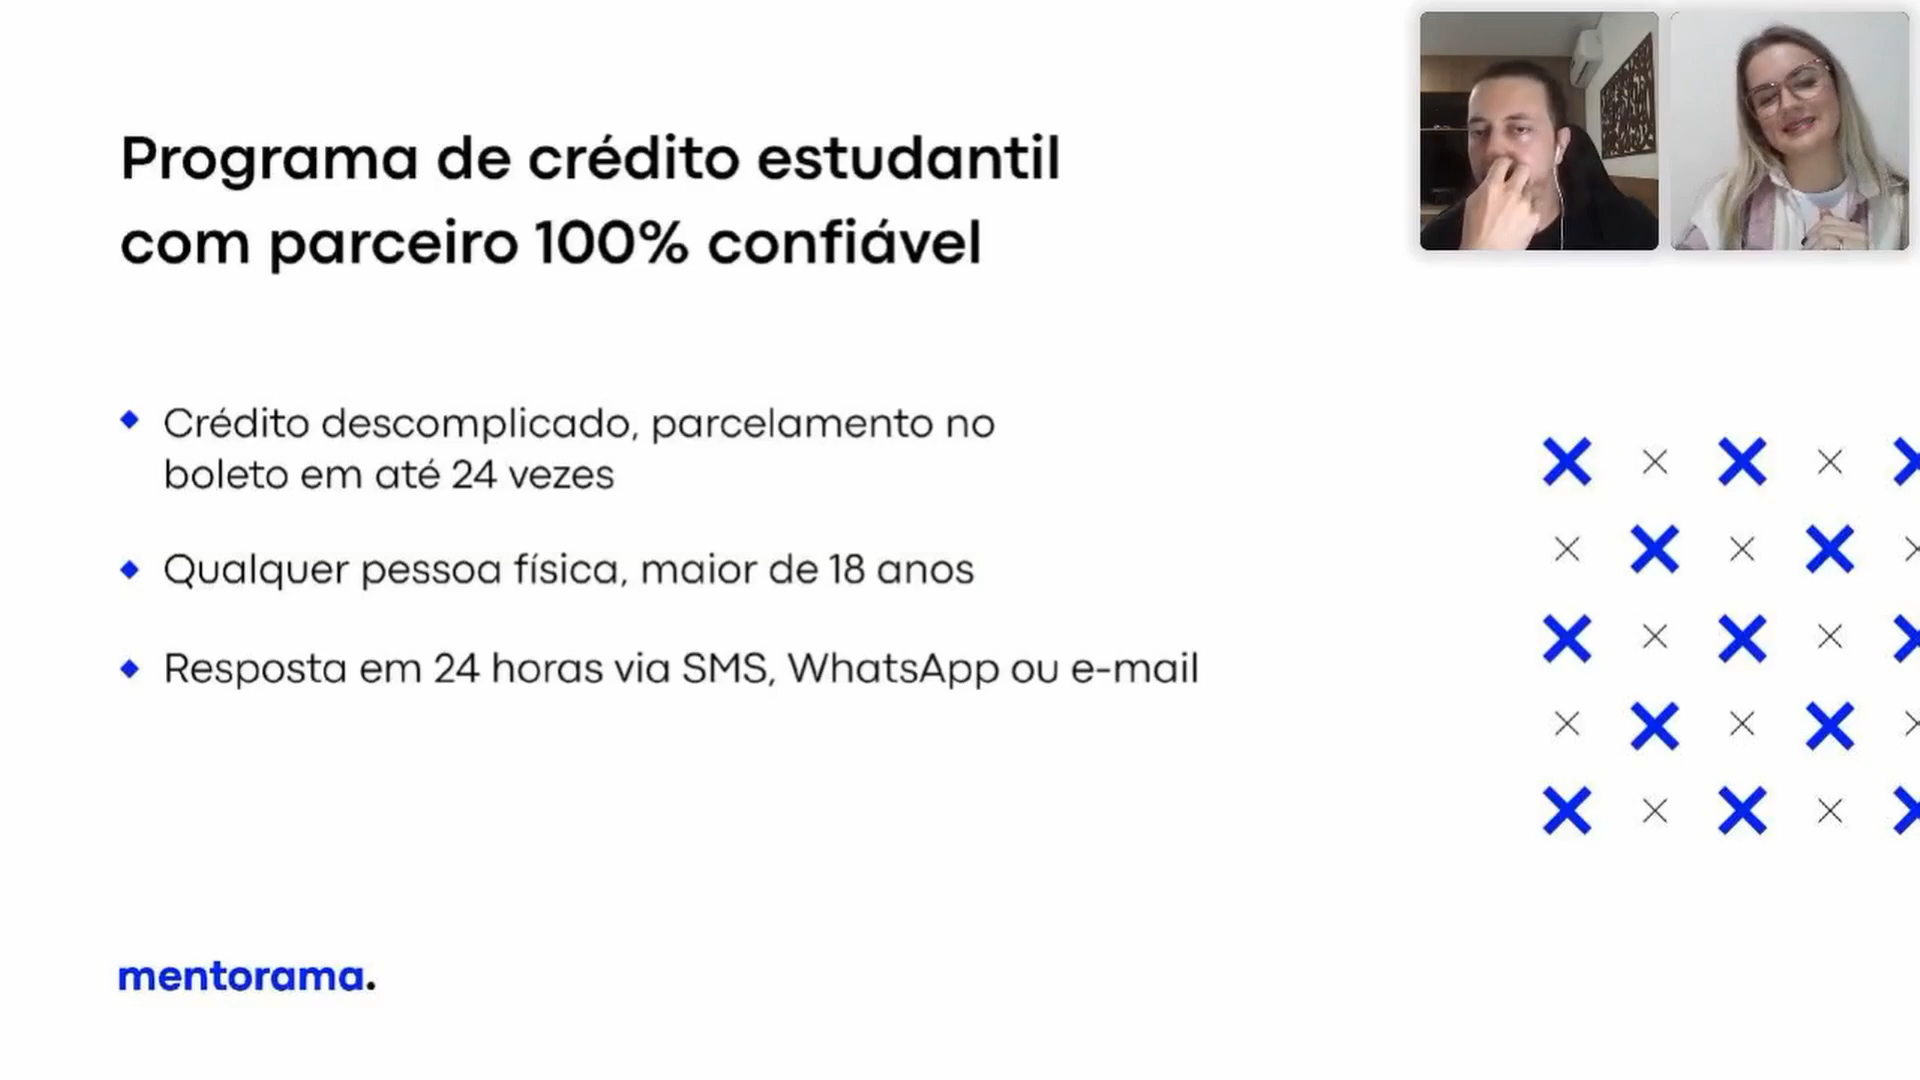 Programa de crédito estudantil
com parceiro 100% confiável
Crédito descomplicado, parcelamento no
boleto em até 24 vezes
Qualquer pessoa física, maior de 18 anos
Resposta em 24 horas via SMS, WhatsApp ou e-mail
mentorama.